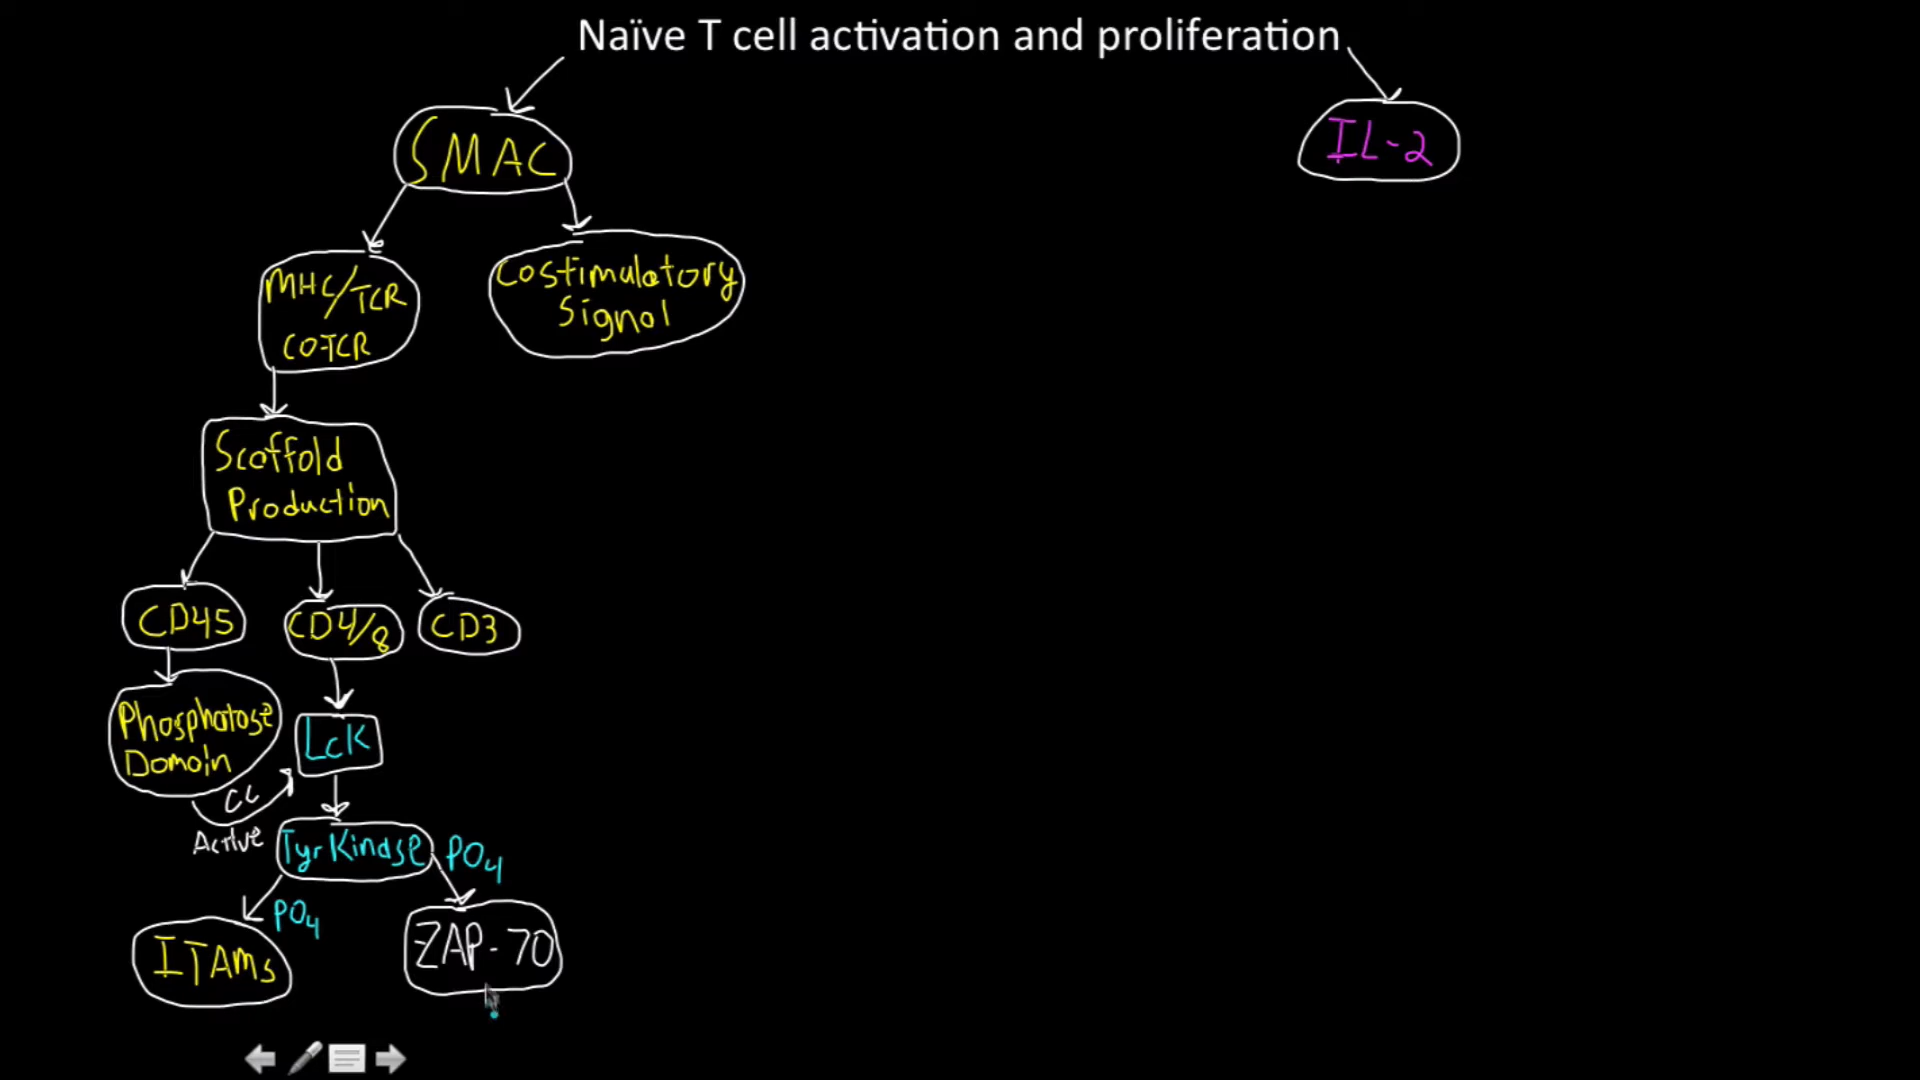 Naïve T cell activation and proliferation
SMAC
IL-2
MHC/TCR
CO-TCR
Costimulatory
Signal
Scaffold
Production
CD45
CD4/8
CD3
Phosphatase
Domain
Lck
CC
Active
Tyr Kinase
PO4
PO4
ITAMs
ZAP-70